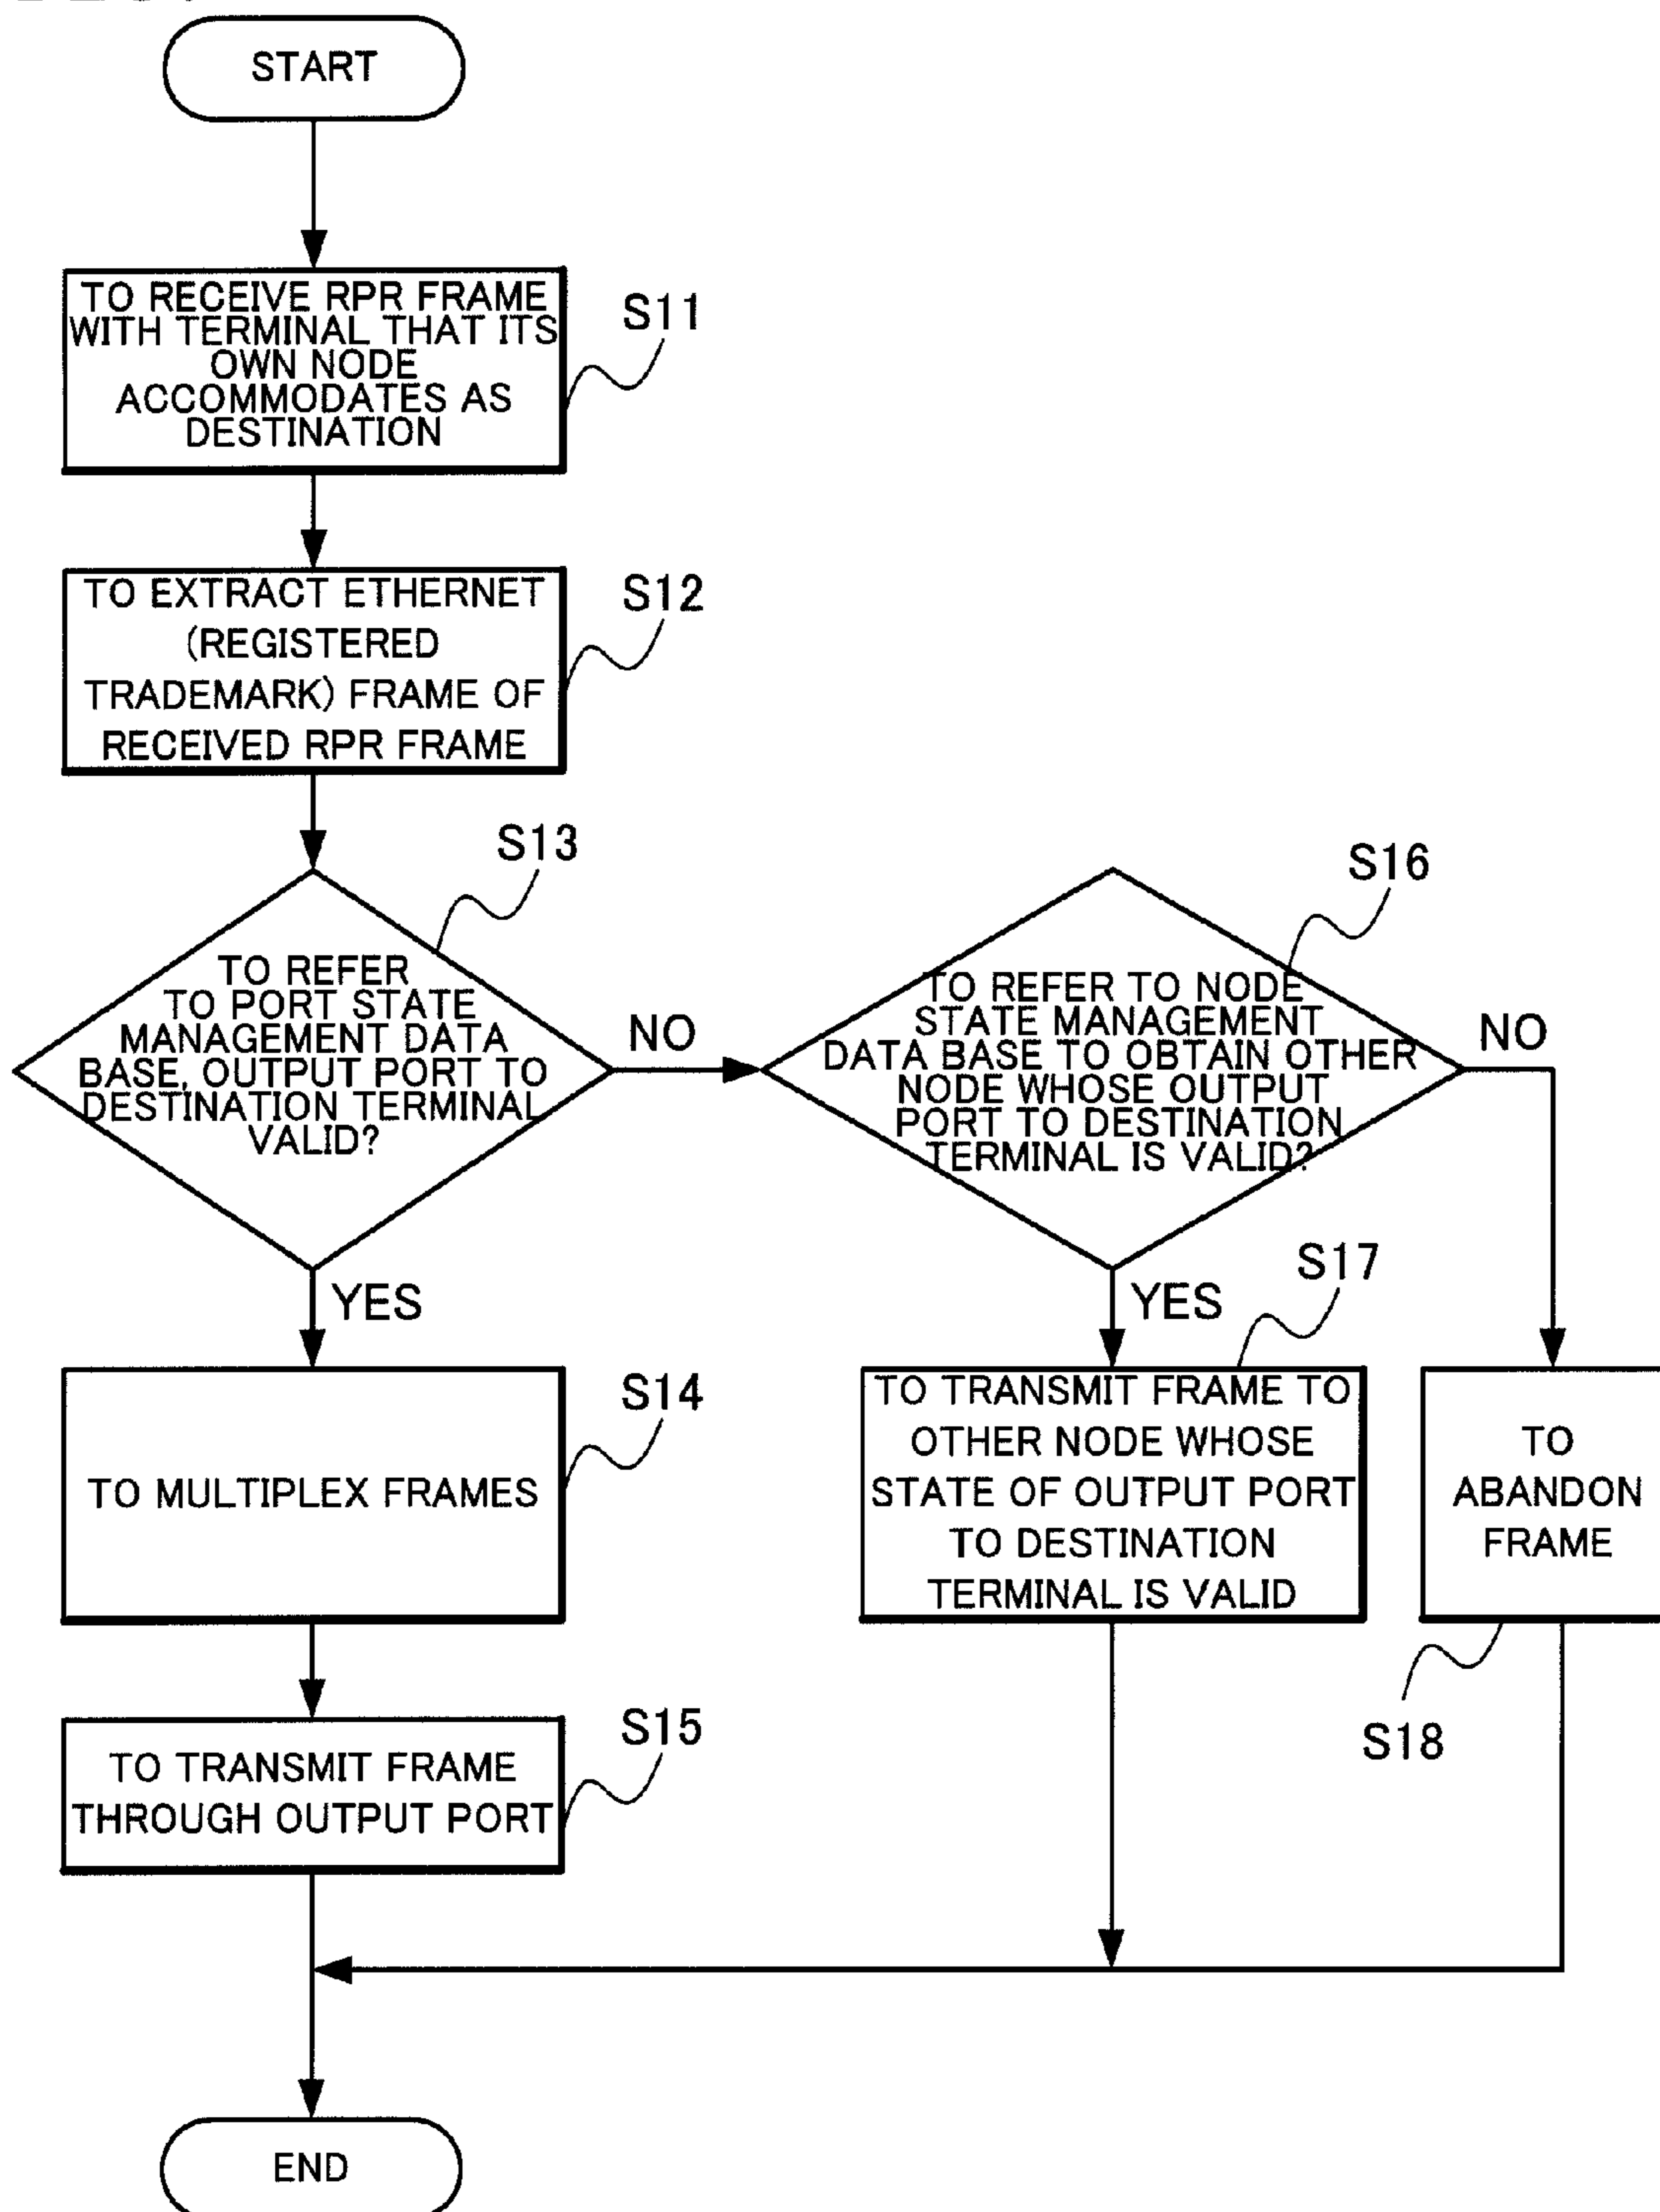 START
TO RECEIVE RPR FRAME
WITH TERMINAL THAT ITS
OWN NODE
ACCOMMODATES AS
DESTINATION
S11
TO EXTRACT ETHERNET
(REGISTERED
TRADEMARK) FRAME OF
RECEIVED RPR FRAME
S12
S13
TO REFER
TO PORT STATE
MANAGEMENT DATA
BASE, OUTPUT PORT TO
DESTINATION TERMINAL
VALID?
NO
YES
S16
TO REFER TO NODE
STATE MANAGEMENT
DATA BASE TO OBTAIN OTHER
NODE WHOSE OUTPUT
PORT TO DESTINATION
TERMINAL IS VALID?
NO
YES
S14
TO MULTIPLEX FRAMES
S17
TO TRANSMIT FRAME TO
OTHER NODE WHOSE
STATE OF OUTPUT PORT
TO DESTINATION
TERMINAL IS VALID
TO
ABANDON
FRAME
S18
S15
TO TRANSMIT FRAME
THROUGH OUTPUT PORT
END